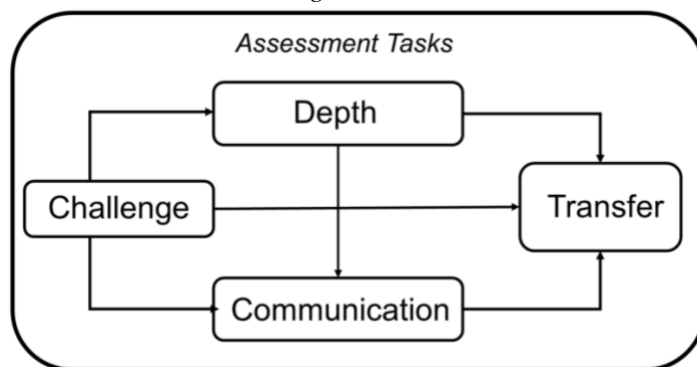 Assessment Tasks
Depth
Challenge
Transfer
Communication